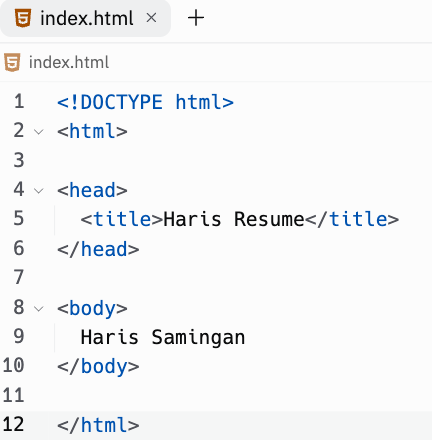 index.html × +
index.html
1 <!DOCTYPE html>
2 <html>
3
4 <head>
5 <title>Haris Resume</title>
6 </head>
7
8 <body>
9 Haris Samingan
10 </body>
11
12 </html>